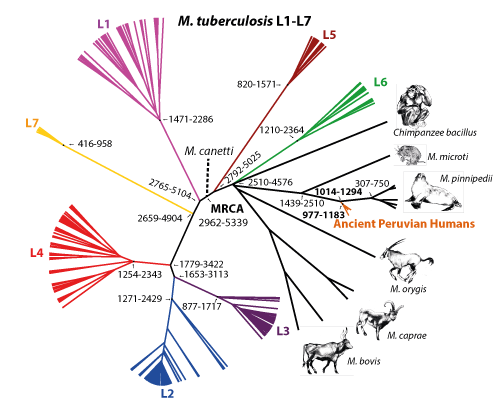 M. tuberculosis L1-L7
L1
L5
820-1571
L6
1471-2286
1210-2364
Chimpanzee bacillus
L7
416-958
M. canetti
2792-5025
M. microti
2765-5104
2510-4576
1014-1294
307-750
M. pinnipedii
MRCA
2962-5339
1439-2510
977-1183
2659-4904
Ancient Peruvian Humans
L4
1779-3422
1254-2343
1653-3113
M. orygis
1271-2429
877-1717
L3
M. caprae
M. bovis
L2